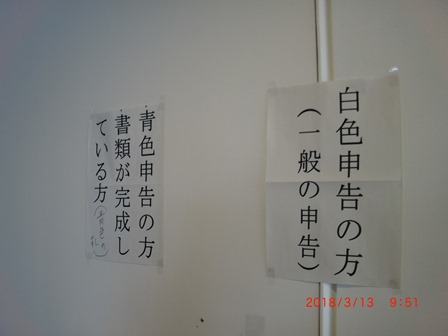 白色申告の方
(一般の申告)
青色申告の方
・書類が完成し
ている方
2018/3/13 9:51